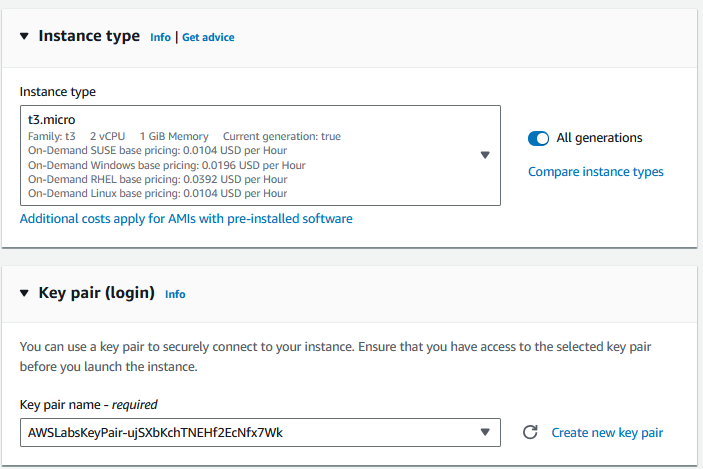 Instance type Info | Get advice
Instance type
t3.micro
Family: t3 2 vCPU 1 GiB Memory Current generation: true
On-Demand SUSE base pricing: 0.0104 USD per Hour
On-Demand Windows base pricing: 0.0196 USD per Hour
On-Demand RHEL base pricing: 0.0392 USD per Hour
On-Demand Linux base pricing: 0.0104 USD per Hour
All generations
Compare instance types
Additional costs apply for AMIs with pre-installed software
Key pair (login) Info
You can use a key pair to securely connect to your instance. Ensure that you have access to the selected key pair
before you launch the instance.
Key pair name - required
AWSLabsKeyPair-ujSXbKchTNEHf2EcNfx7Wk
Create new key pair